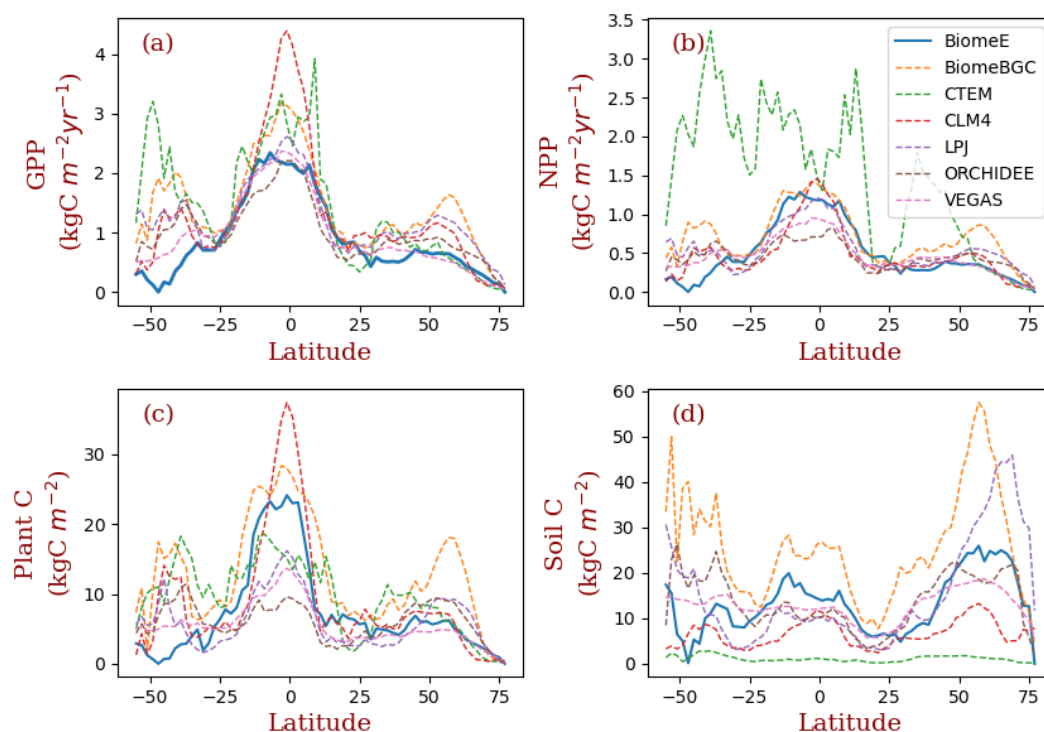 (a)
GPP
(kgC m⁻²yr⁻¹)
4
3
2
1
0
−50 −25 0 25 50 75
Latitude
(b)
NPP
(kgC m⁻²yr⁻¹)
3.5
3.0
2.5
2.0
1.5
1.0
0.5
0.0
−50 −25 0 25 50 75
Latitude
BiomeE
BiomeBGC
CTEM
CLM4
LPJ
ORCHIDEE
VEGAS
(c)
Plant C
(kgC m⁻²)
30
20
10
0
−50 −25 0 25 50 75
Latitude
(d)
Soil C
(kgC m⁻²)
60
50
40
30
20
10
0
−50 −25 0 25 50 75
Latitude